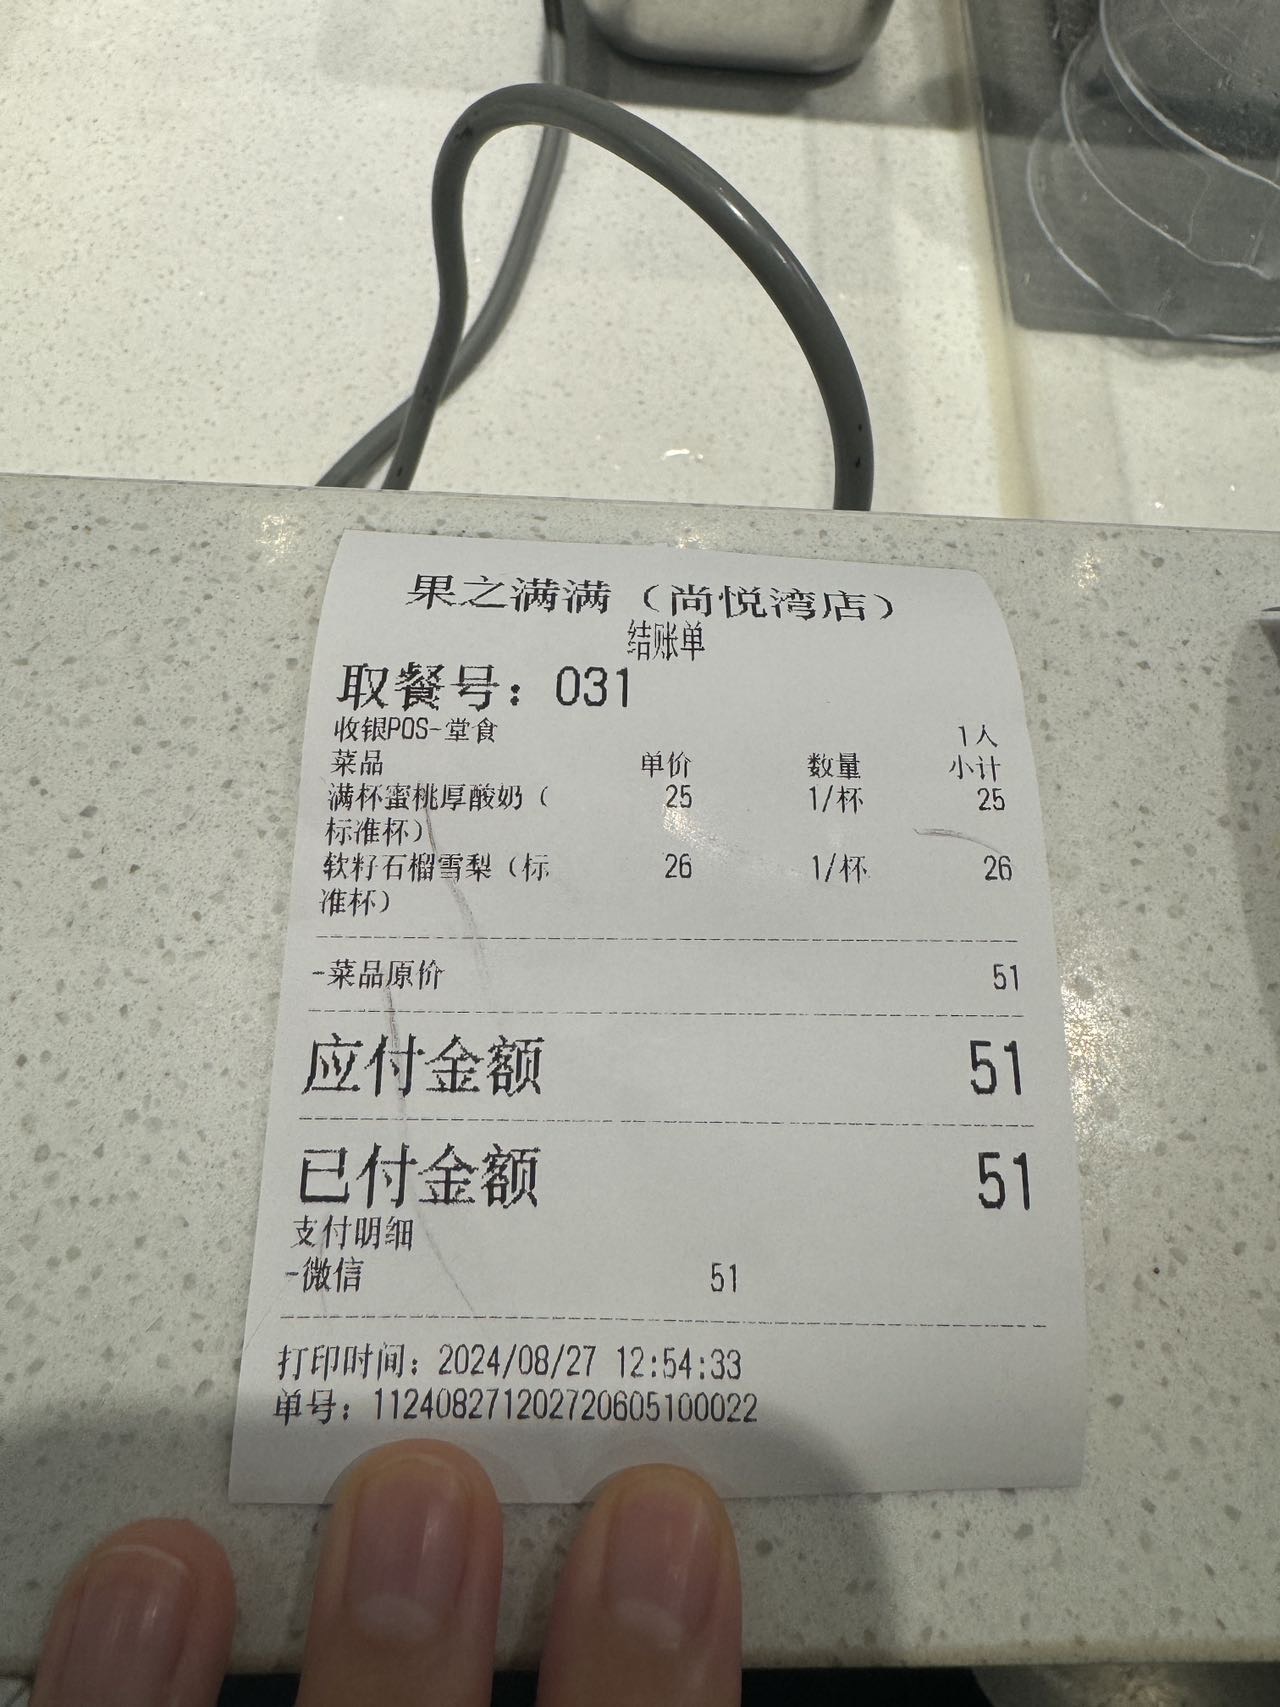 果之满满（尚悦湾店）
结账单
取餐号：031
收银POS-堂食 1人
菜品 单价 数量 小计
满杯蜜桃厚酸奶（ 25 1/杯 25
标准杯）
软籽石榴雪梨（标 26 1/杯 26
准杯）
-菜品原价 51
应付金额 51
已付金额 51
支付明细
-微信 51
打印时间：2024/08/27 12:54:33
单号：112408271202720605100022